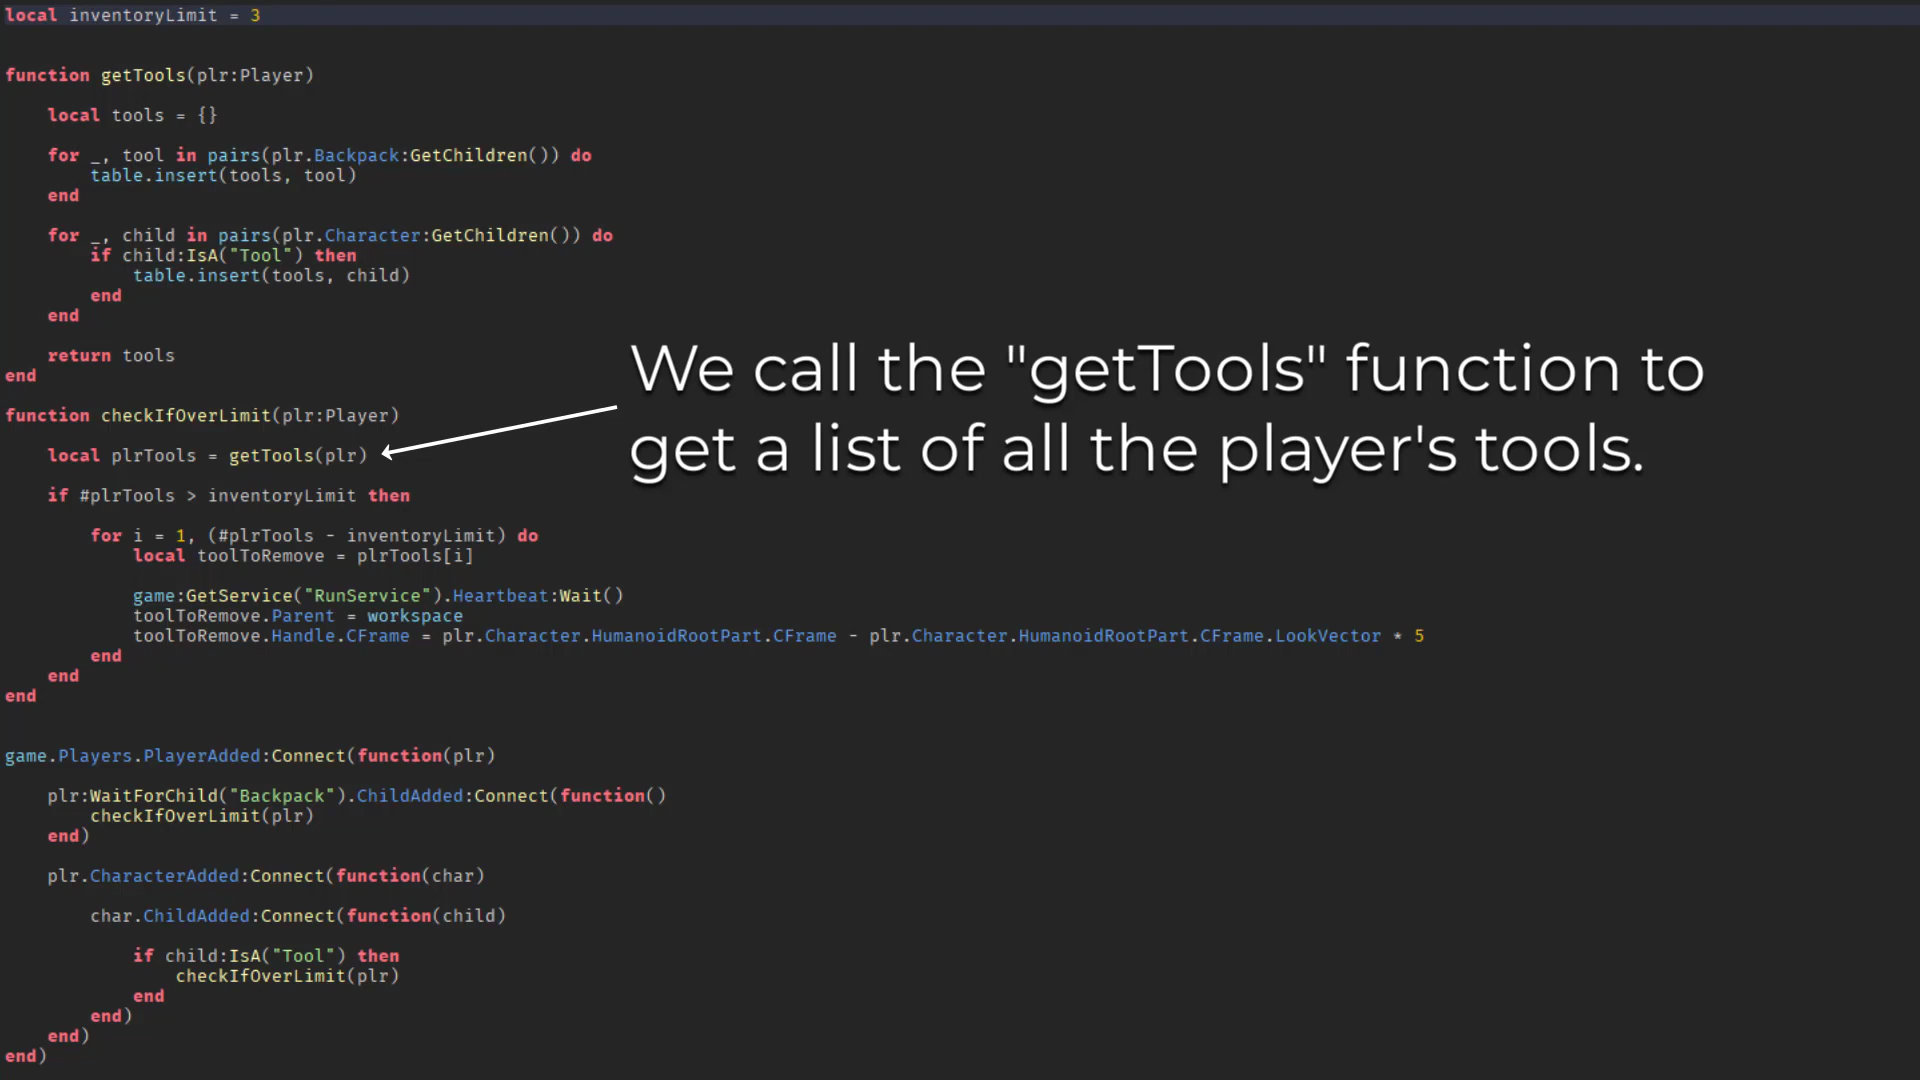 local inventoryLimit = 3
function getTools(plr:Player)
local tools = {}
for _, tool in pairs(plr.Backpack:GetChildren()) do
table.insert(tools, tool)
end
for _, child in pairs(plr.Character:GetChildren()) do
if child:IsA("Tool") then
table.insert(tools, child)
end
end
return tools
end
function checkIfOverLimit(plr:Player)
local plrTools = getTools(plr)
We call the "getTools" function to
get a list of all the player's tools.
if #plrTools > inventoryLimit then
for i = 1, (#plrTools - inventoryLimit) do
local toolToRemove = plrTools[i]
game:GetService("RunService").Heartbeat:Wait()
toolToRemove.Parent = workspace
toolToRemove.Handle.CFrame = plr.Character.HumanoidRootPart.CFrame - plr.Character.HumanoidRootPart.CFrame.LookVector * 5
end
end
end
game.Players.PlayerAdded:Connect(function(plr)
plr:WaitForChild("Backpack").ChildAdded:Connect(function()
checkIfOverLimit(plr)
end)
plr.CharacterAdded:Connect(function(char)
char.ChildAdded:Connect(function(child)
if child:IsA("Tool") then
checkIfOverLimit(plr)
end
end)
end)
end)